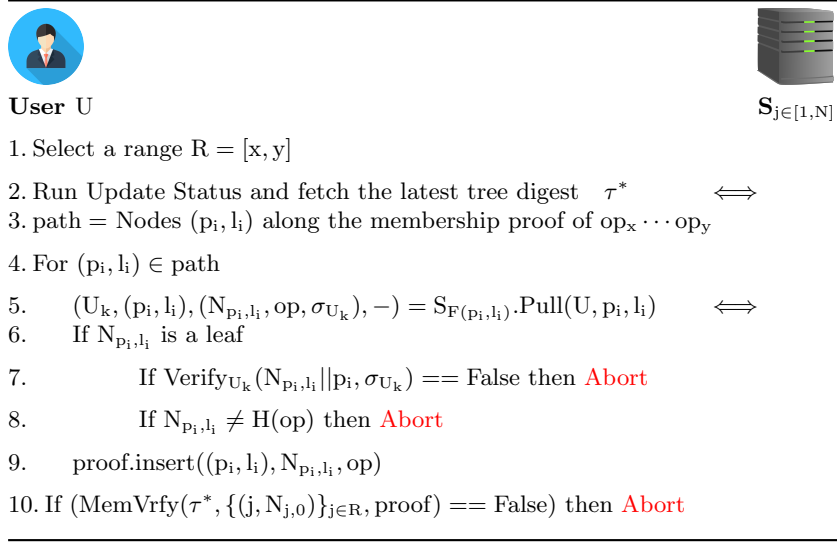 User U
S_{j∈[1,N]}
1. Select a range R = [x, y]
2. Run Update Status and fetch the latest tree digest τ* ⟺
3. path = Nodes (p_i, l_i) along the membership proof of op_x ⋯ op_y
4. For (p_i, l_i) ∈ path
5. (U_k, (p_i, l_i), (N_{p_i,l_i}, op, σ_{U_k}), −) = S_{F(p_i,l_i)}.Pull(U, p_i, l_i) ⟺
6. If N_{p_i,l_i} is a leaf
7. If Verify_{U_k}(N_{p_i,l_i}||p_i, σ_{U_k}) == False then Abort
8. If N_{p_i,l_i} ≠ H(op) then Abort
9. proof.insert((p_i, l_i), N_{p_i,l_i}, op)
10. If (MemVrfy(τ*, {(j, N_{j,0})}_{j∈R}, proof) == False) then Abort